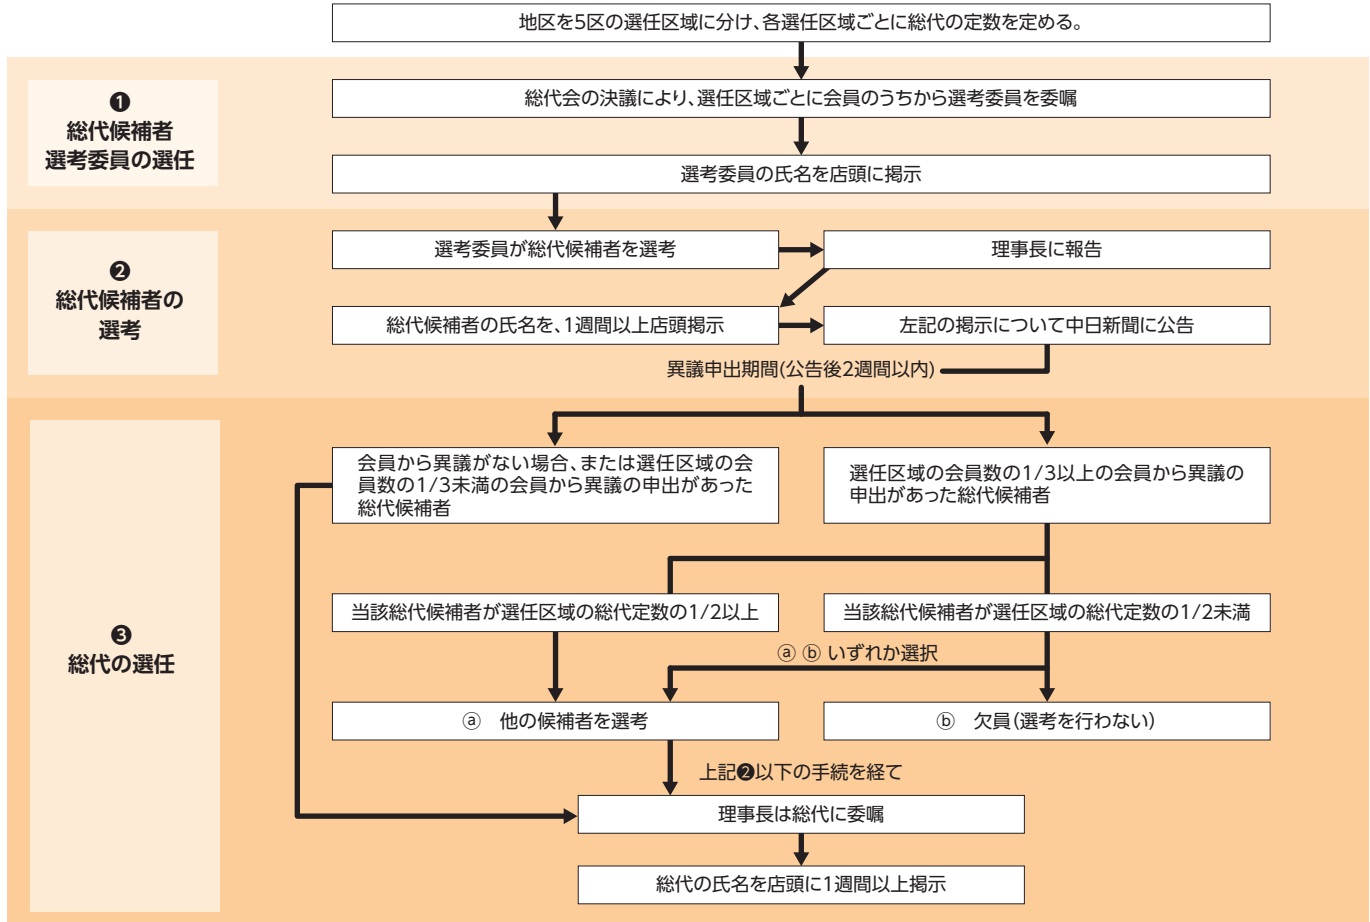 地区を5区の選任区域に分け、各選任区域ごとに総代の定数を定める。
❶
総代候補者
選考委員の選任
総代会の決議により、選任区域ごとに会員のうちから選考委員を委嘱
選考委員の氏名を店頭に掲示
❷
総代候補者の
選考
選考委員が総代候補者を選考
理事長に報告
総代候補者の氏名を、1週間以上店頭掲示
左記の掲示について中日新聞に公告
異議申出期間(公告後2週間以内)
❸
総代の選任
会員から異議がない場合、または選任区域の会
員数の1/3未満の会員から異議の申出があった
総代候補者
選任区域の会員数の1/3以上の会員から異議の
申出があった総代候補者
当該総代候補者が選任区域の総代定数の1/2以上
当該総代候補者が選任区域の総代定数の1/2未満
ⓐ ⓑ いずれか選択
ⓐ　他の候補者を選考
ⓑ　欠員(選考を行わない)
上記❷以下の手続を経て
理事長は総代に委嘱
総代の氏名を店頭に1週間以上掲示